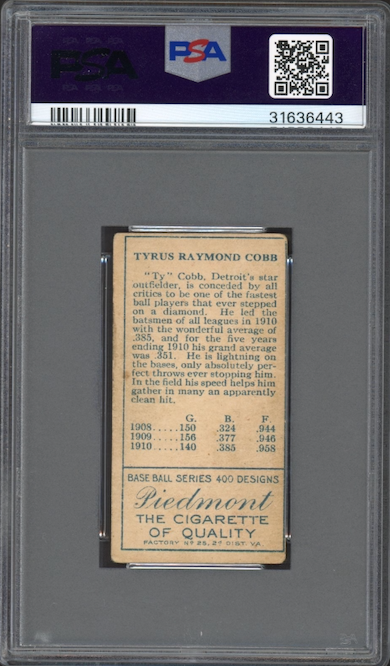 PSA
PSA
31636443
TYRUS RAYMOND COBB
"Ty" Cobb, Detroit's star
outfielder, is conceded by all
critics to be one of the fastest
ball players that ever stepped
on a diamond. He led the
batsmen of all leagues in 1910
with the wonderful average of
.385, and for the five years
ending 1910 his grand average
was .351. He is lightning on
the bases, only absolutely per-
fect throws ever stopping him.
In the field his speed helps him
gather in many an apparently
clean hit.
G. B. F.
1908.....150 .324 .944
1909.....156 .377 .946
1910.....140 .385 .958
BASE BALL SERIES 400 DESIGNS
Piedmont
THE CIGARETTE
OF QUALITY
FACTORY Nº 25, 2ᴰ DIST. VA.